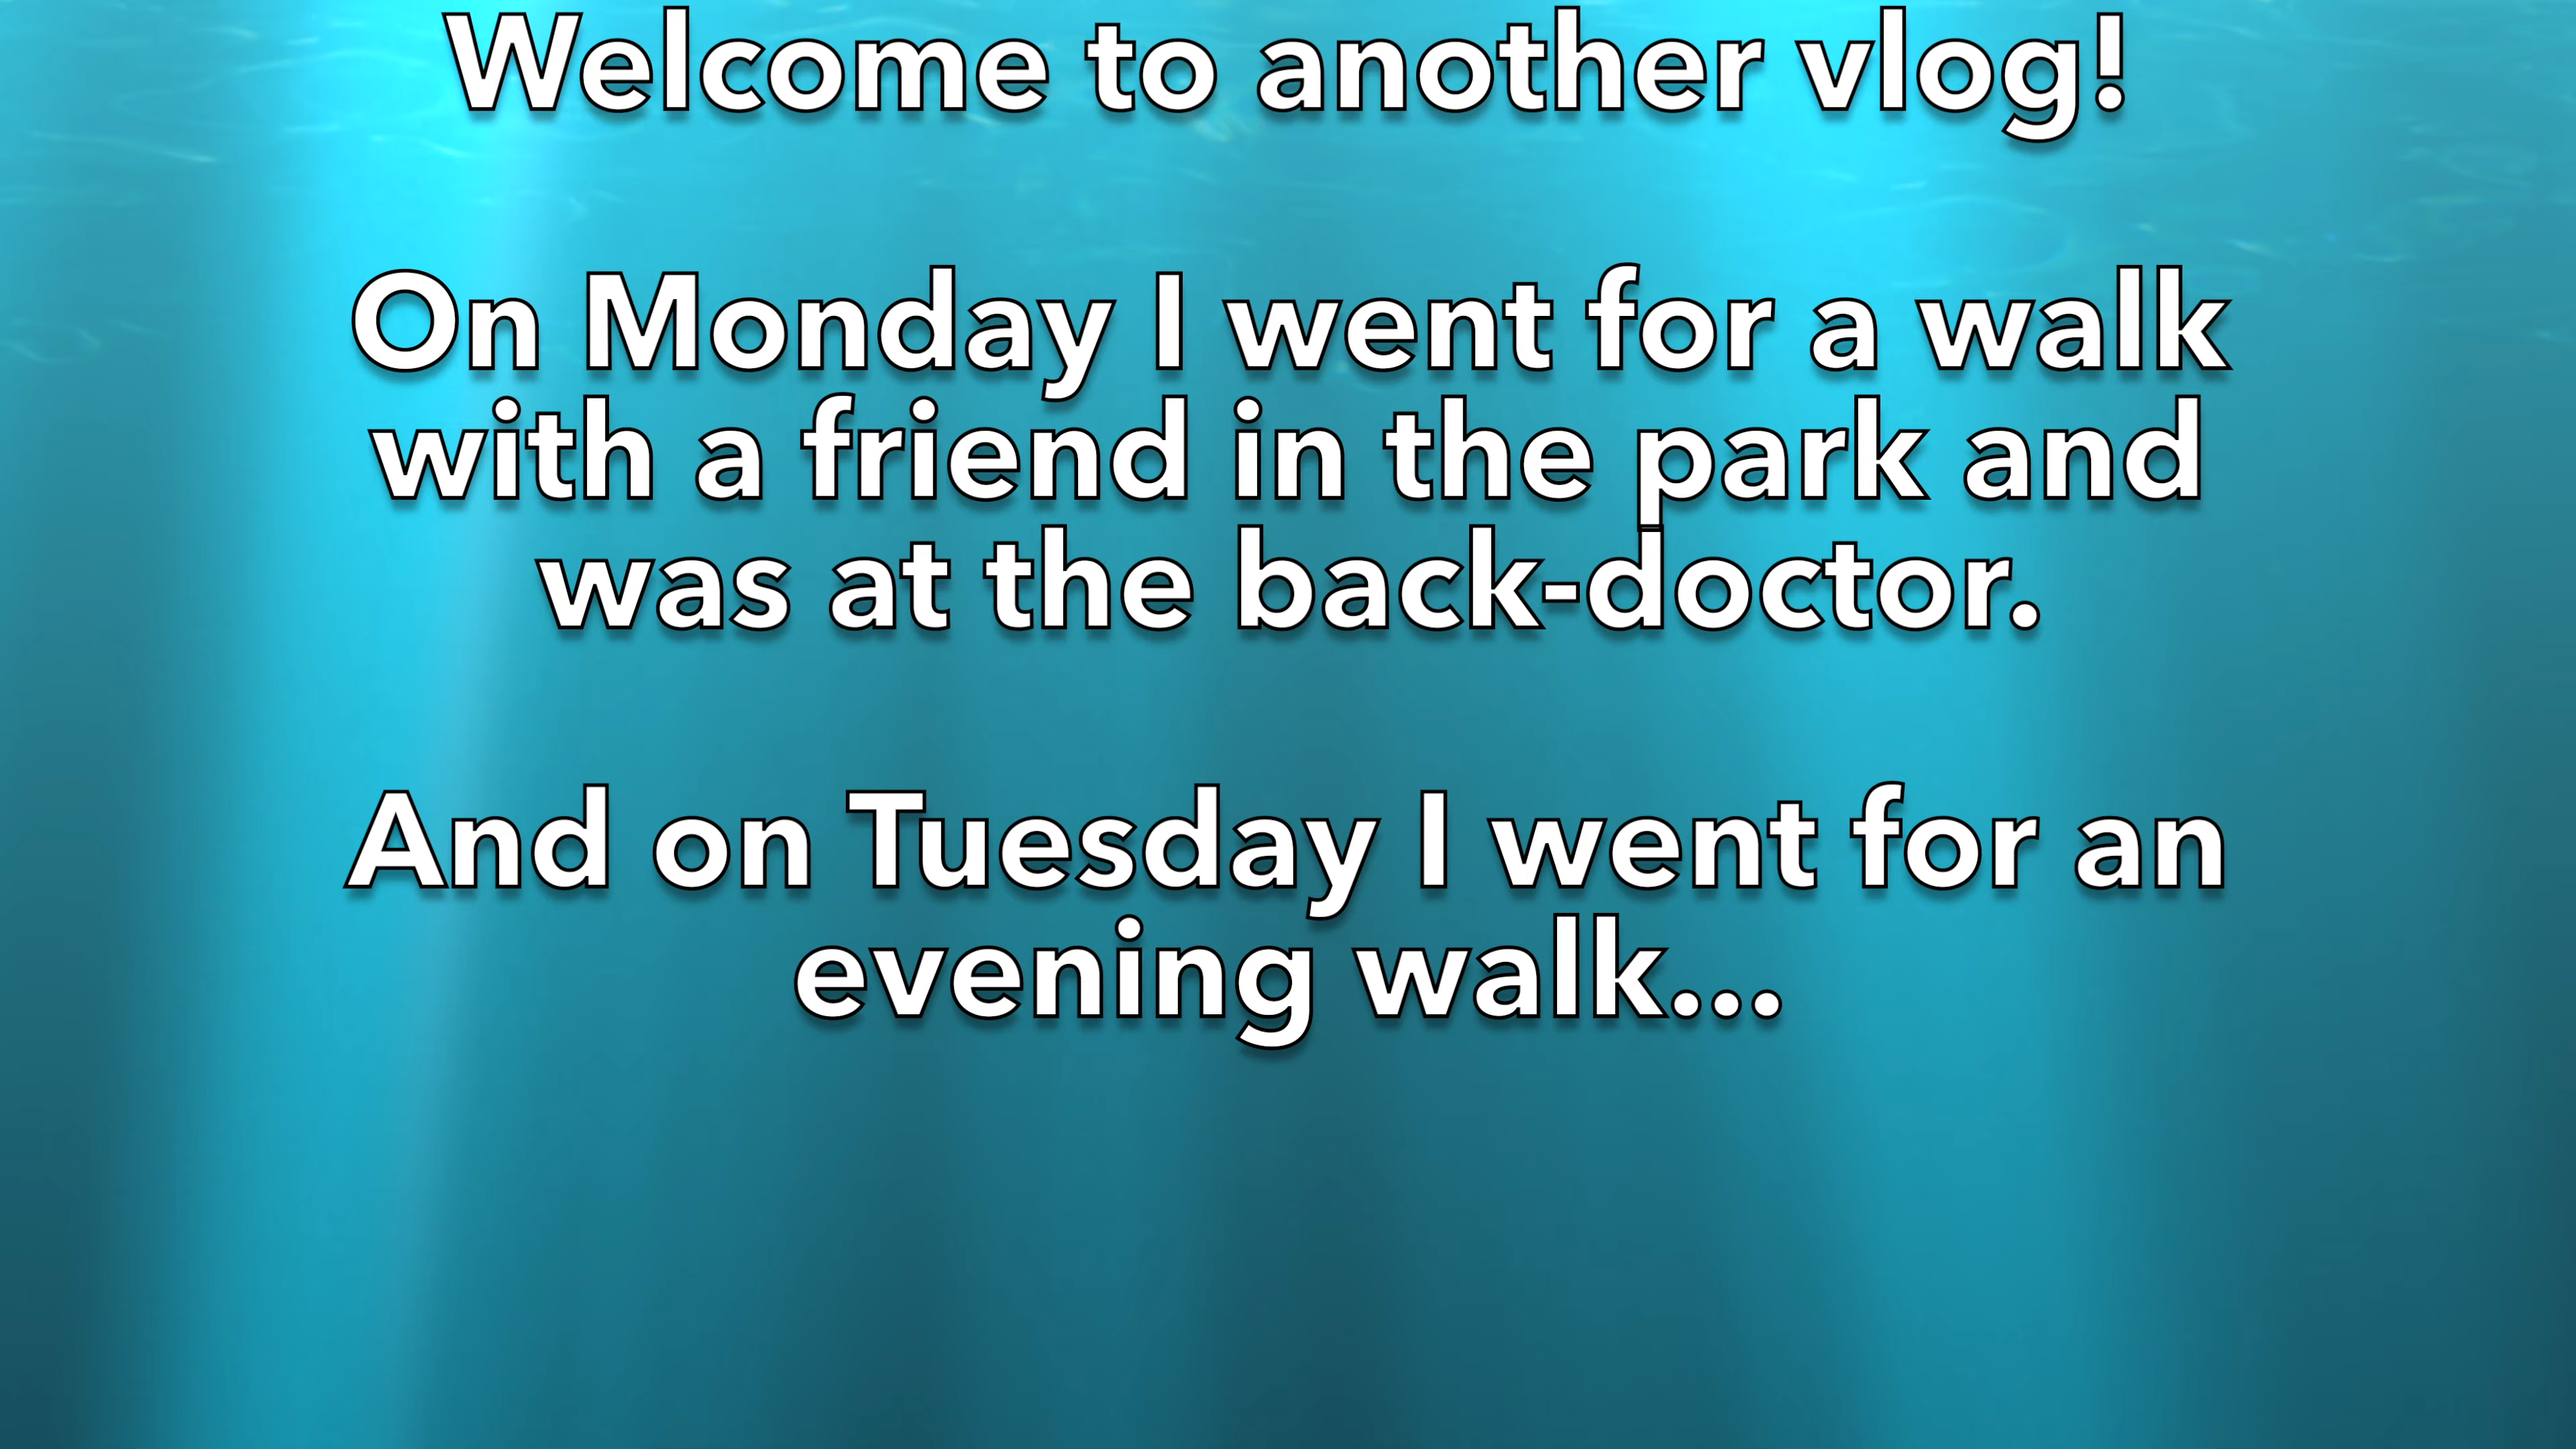 Welcome to another vlog!
On Monday I went for a walk
with a friend in the park and
was at the back-doctor.
And on Tuesday I went for an
evening walk...